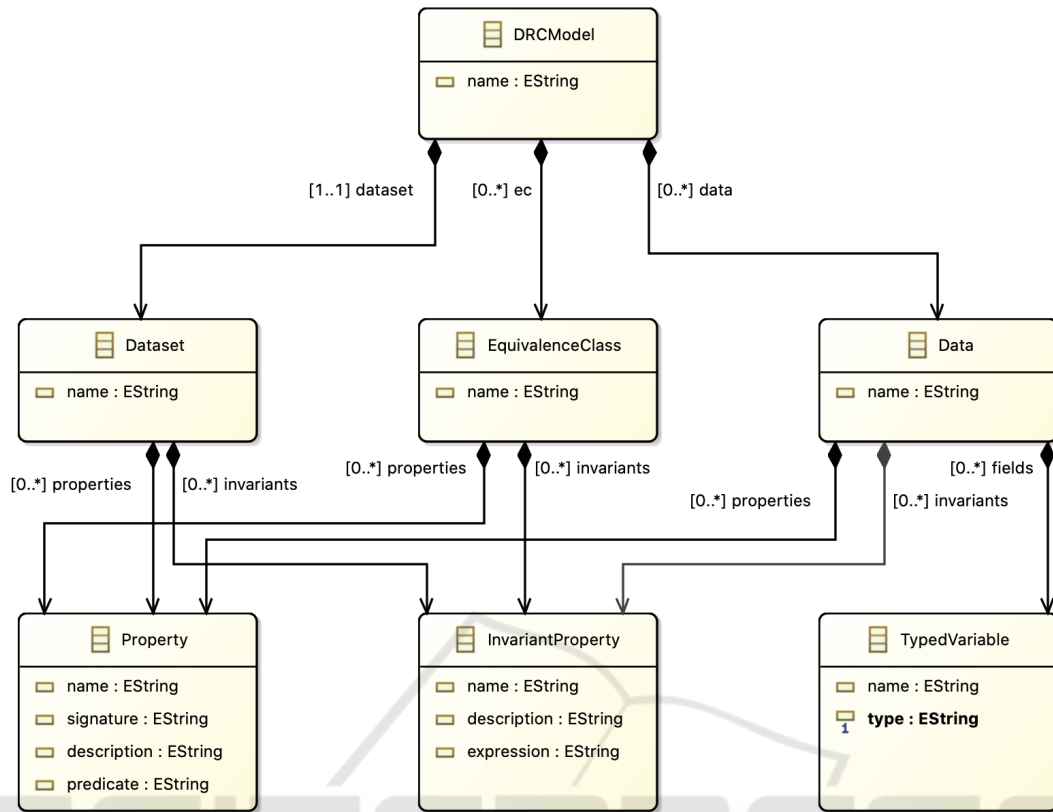 DRCModel
name : EString
[1..1] dataset
[0..*] ec
[0..*] data
Dataset
name : EString
EquivalenceClass
name : EString
Data
name : EString
[0..*] properties
[0..*] invariants
[0..*] properties
[0..*] invariants
[0..*] properties
[0..*] invariants
[0..*] fields
Property
name : EString
signature : EString
description : EString
predicate : EString
InvariantProperty
name : EString
description : EString
expression : EString
TypedVariable
name : EString
1
type : EString